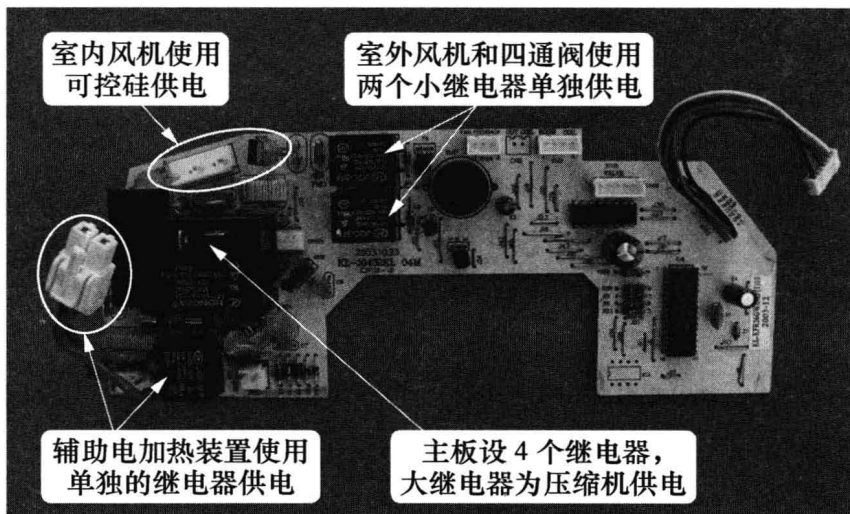 室内风机使用
可控硅供电
室外风机和四通阀使用
两个小继电器单独供电
辅助电加热装置使用
单独的继电器供电
主板设 4 个继电器，
大继电器为压缩机供电